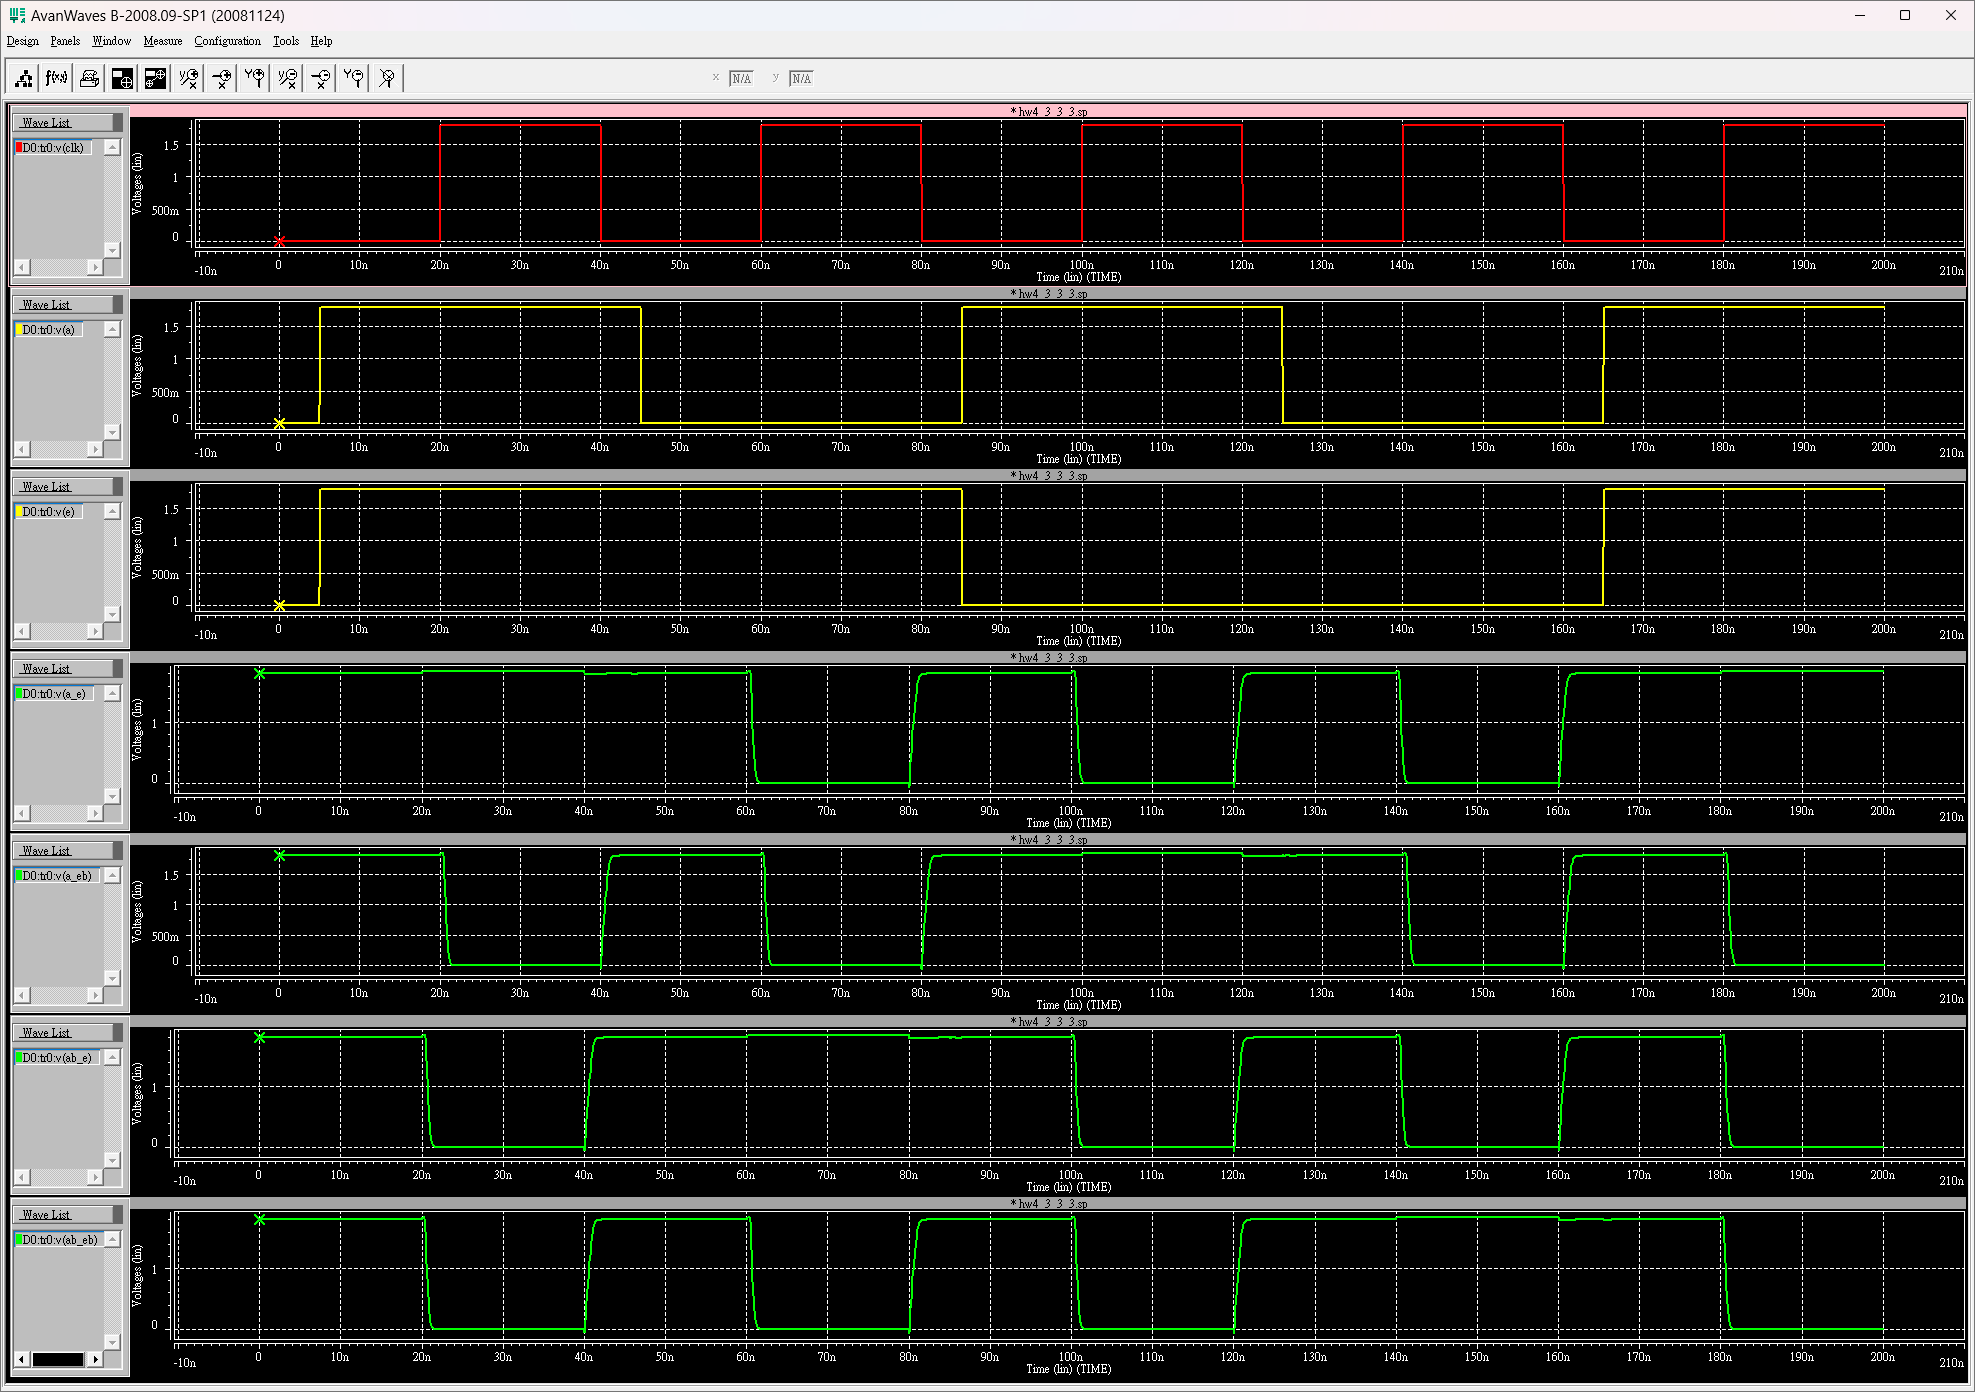 AvanWaves B-2008.09-SP1 (20081124)
Design Panels Window Measure Configuration Tools Help
f(x) x N/A y N/A
* hw4_3_3_3.sp
Wave List
D0:tr0:v(clk)
Voltages (lin)
1.5
1
500m
0
-10n 0 10n 20n 30n 40n 50n 60n 70n 80n 90n 100n 110n 120n 130n 140n 150n 160n 170n 180n 190n 200n 210n
Time (lin) (TIME)
* hw4_3_3_3.sp
Wave List
D0:tr0:v(a)
Voltages (lin)
1.5
1
500m
0
-10n 0 10n 20n 30n 40n 50n 60n 70n 80n 90n 100n 110n 120n 130n 140n 150n 160n 170n 180n 190n 200n 210n
Time (lin) (TIME)
* hw4_3_3_3.sp
Wave List
D0:tr0:v(e)
Voltages (lin)
1.5
1
500m
0
-10n 0 10n 20n 30n 40n 50n 60n 70n 80n 90n 100n 110n 120n 130n 140n 150n 160n 170n 180n 190n 200n 210n
Time (lin) (TIME)
* hw4_3_3_3.sp
Wave List
D0:tr0:v(a_e)
Voltages (lin)
1
0
-10n 0 10n 20n 30n 40n 50n 60n 70n 80n 90n 100n 110n 120n 130n 140n 150n 160n 170n 180n 190n 200n 210n
Time (lin) (TIME)
* hw4_3_3_3.sp
Wave List
D0:tr0:v(a_eb)
Voltages (lin)
1.5
1
500m
0
-10n 0 10n 20n 30n 40n 50n 60n 70n 80n 90n 100n 110n 120n 130n 140n 150n 160n 170n 180n 190n 200n 210n
Time (lin) (TIME)
* hw4_3_3_3.sp
Wave List
D0:tr0:v(ab_e)
Voltages (lin)
1
0
-10n 0 10n 20n 30n 40n 50n 60n 70n 80n 90n 100n 110n 120n 130n 140n 150n 160n 170n 180n 190n 200n 210n
Time (lin) (TIME)
* hw4_3_3_3.sp
Wave List
D0:tr0:v(ab_eb)
Voltages (lin)
1
0
-10n 0 10n 20n 30n 40n 50n 60n 70n 80n 90n 100n 110n 120n 130n 140n 150n 160n 170n 180n 190n 200n 210n
Time (lin) (TIME)